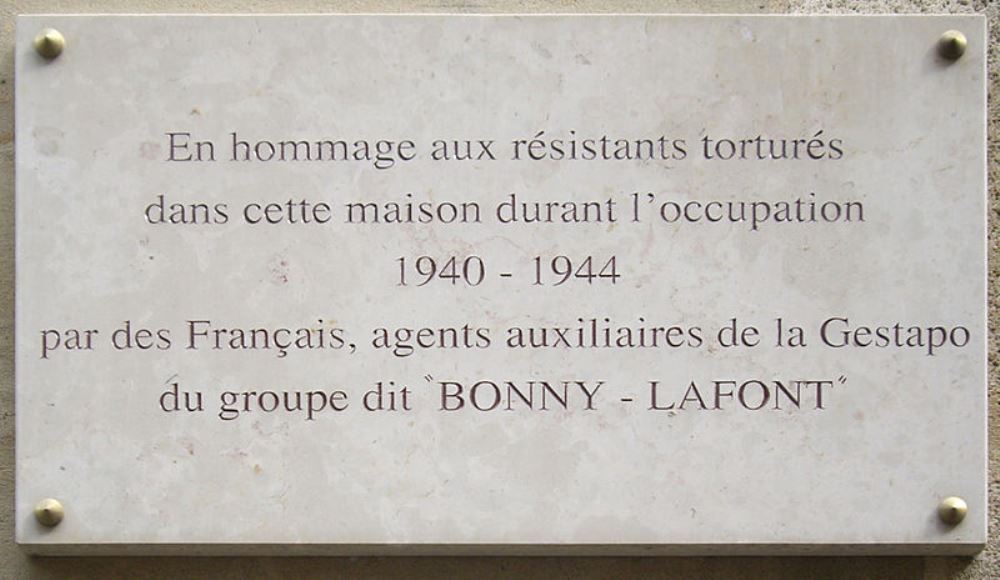 En hommage aux résistants torturés
dans cette maison durant l'occupation
1940 - 1944
par des Français, agents auxiliaires de la Gestapo
du groupe dit "BONNY - LAFONT"